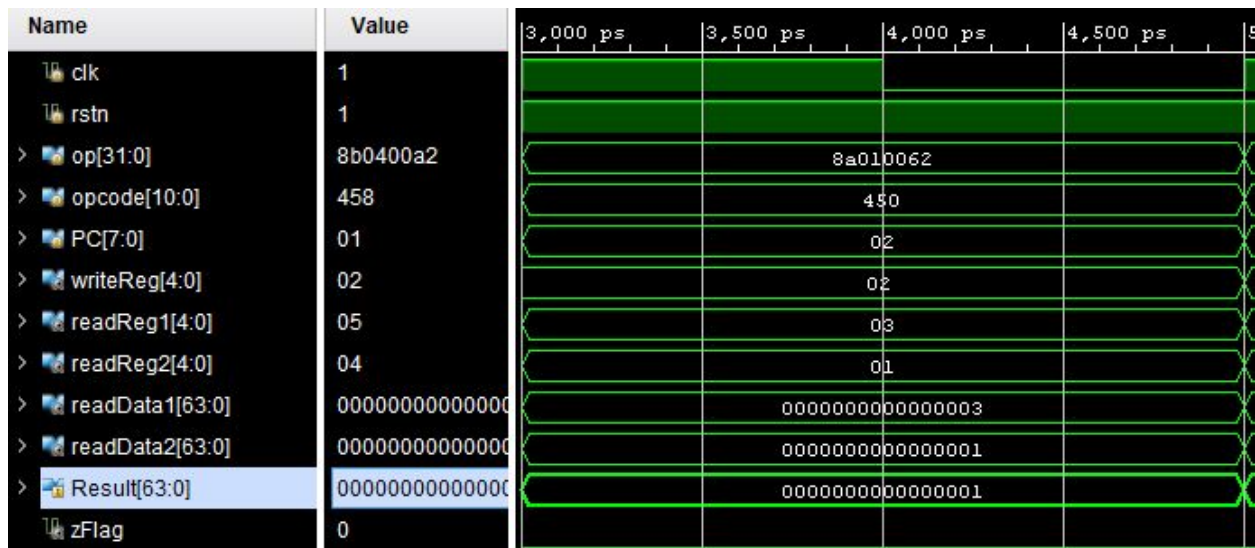 Name Value 3,000 ps 3,500 ps 4,000 ps 4,500 ps 5
clk 1
rstn 1
> op[31:0] 8b0400a2 8a010062
> opcode[10:0] 458 450
> PC[7:0] 01 02
> writeReg[4:0] 02 02
> readReg1[4:0] 05 03
> readReg2[4:0] 04 01
> readData1[63:0] 00000000000000 0000000000000003
> readData2[63:0] 00000000000000 0000000000000001
> Result[63:0] 00000000000000 0000000000000001
zFlag 0